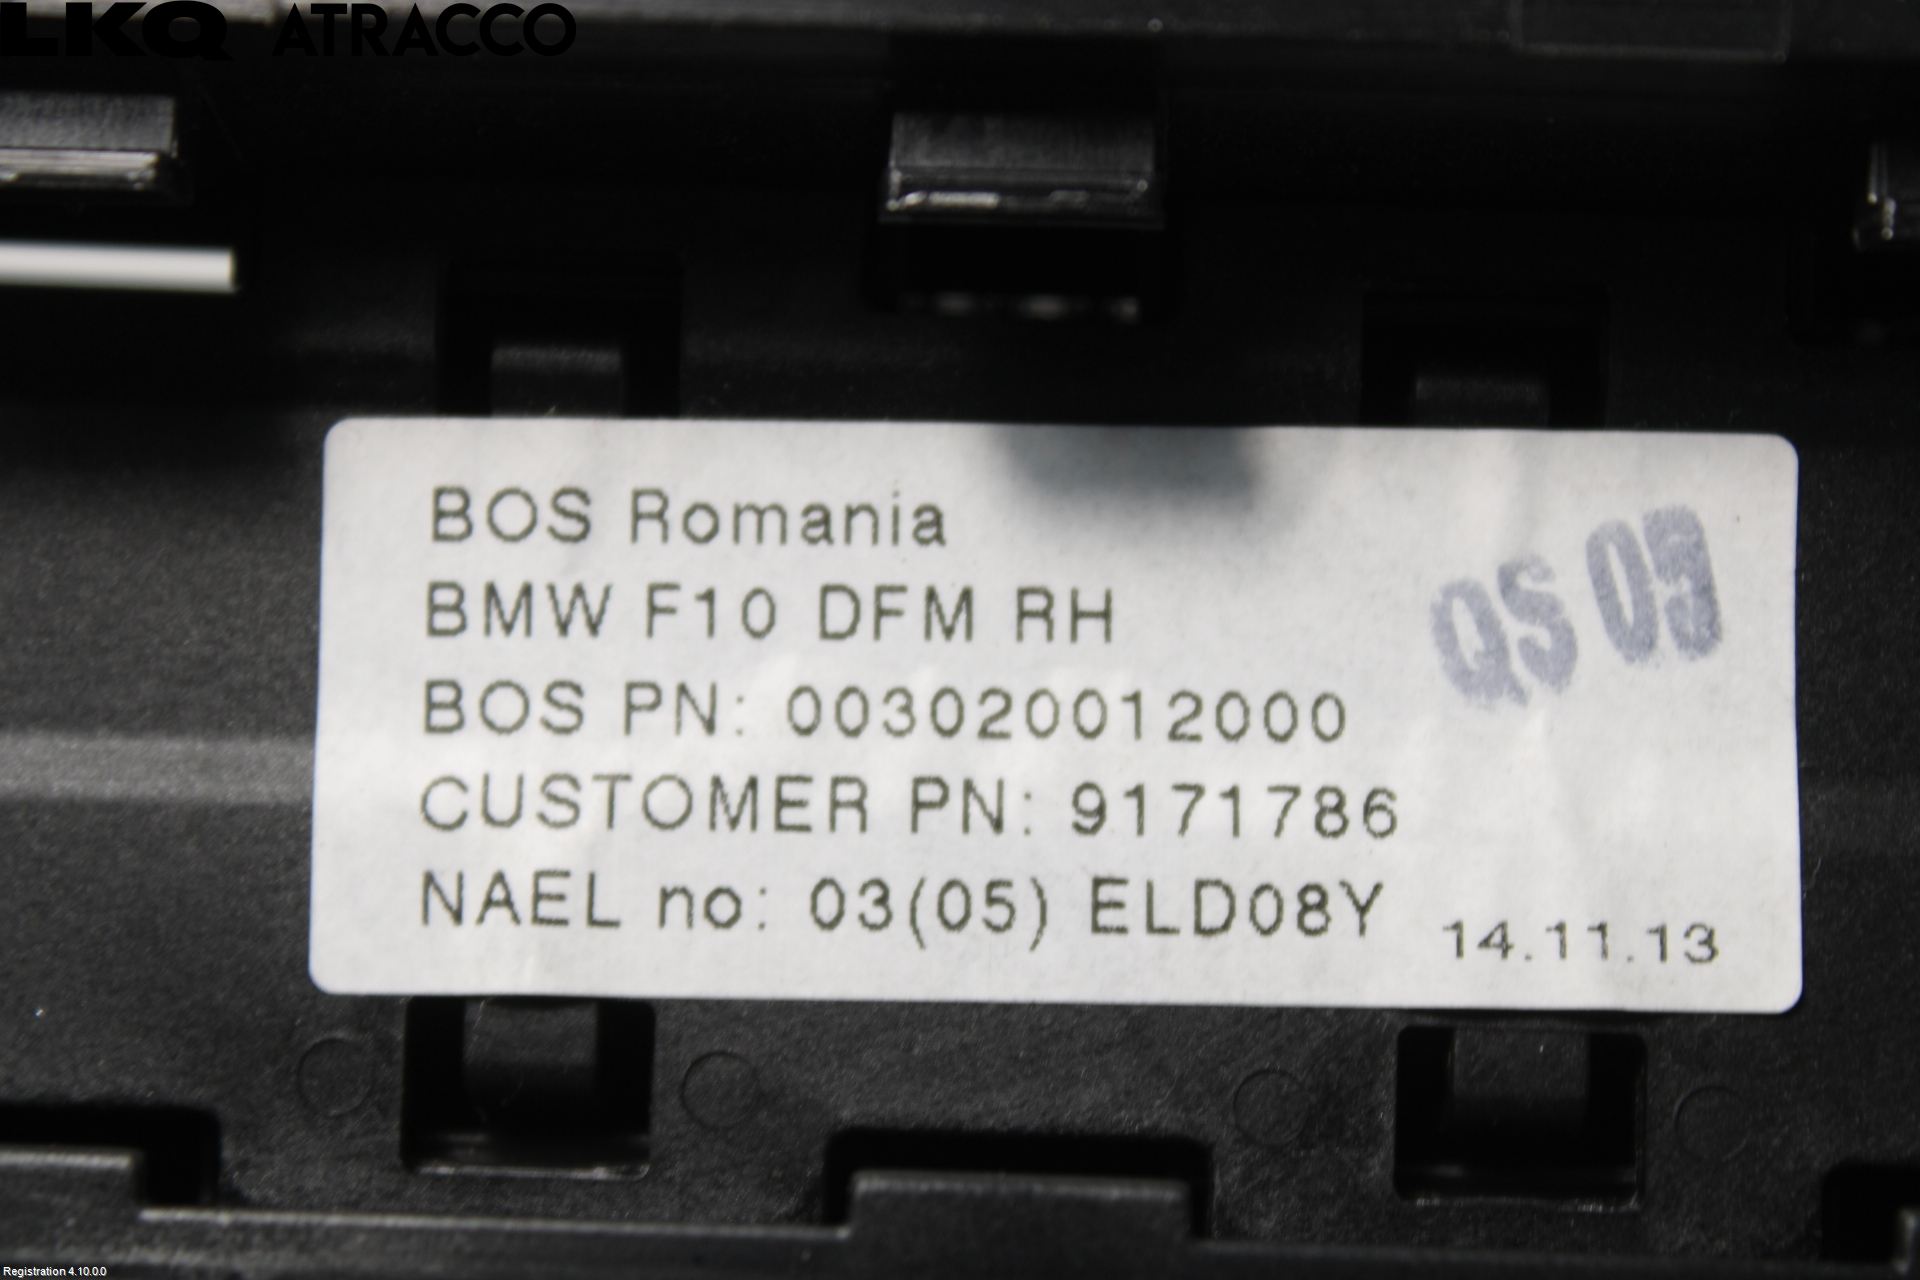 LKQ ATRACCO
BOS Romania
BMW F10 DFM RH
QS 05
BOS PN: 003020012000
CUSTOMER PN: 9171786
NAEL no: 03(05) ELD08Y
14.11.13
Registration 4.10.0.0